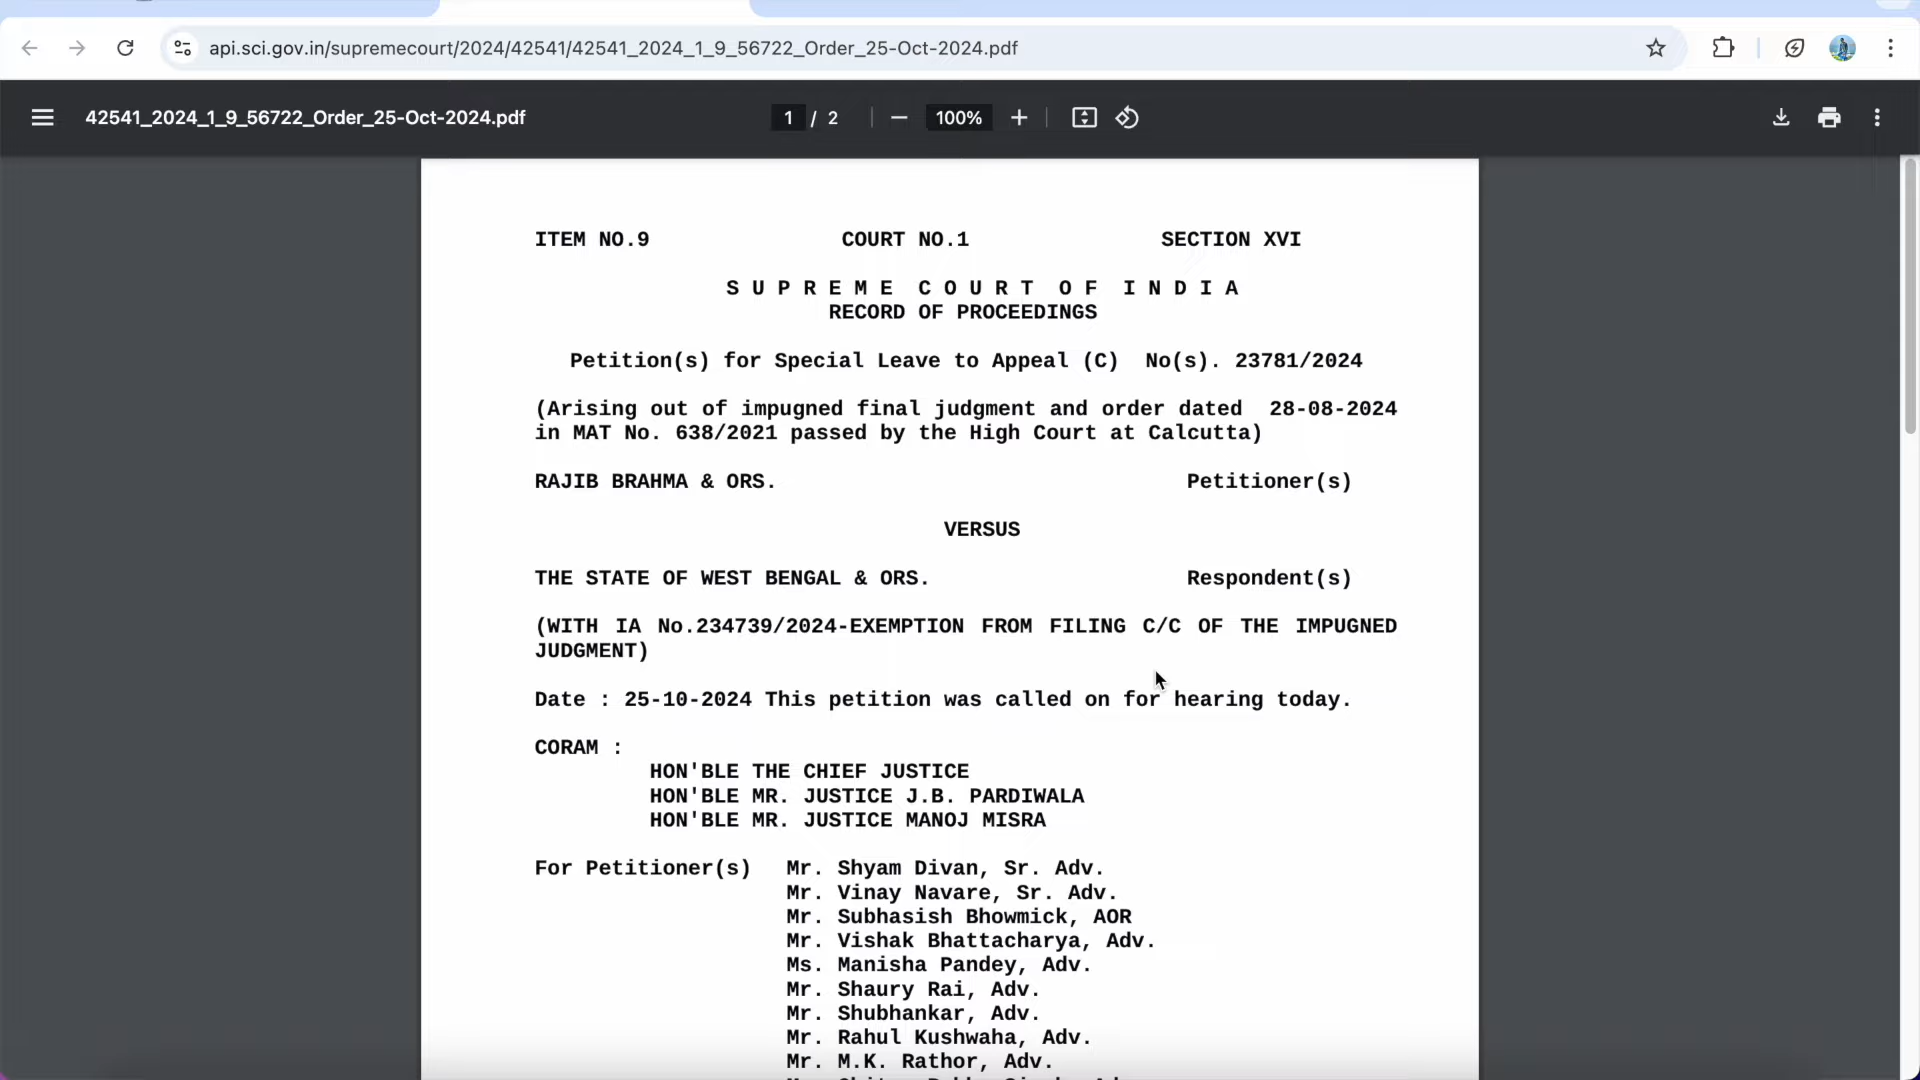 api.sci.gov.in/supremecourt/2024/42541/42541_2024_1_9_56722_Order_25-Oct-2024.pdf
42541_2024_1_9_56722_Order_25-Oct-2024.pdf 1 / 2 100%
ITEM NO.9 COURT NO.1 SECTION XVI
S U P R E M E C O U R T O F I N D I A
RECORD OF PROCEEDINGS
Petition(s) for Special Leave to Appeal (C) No(s). 23781/2024
(Arising out of impugned final judgment and order dated 28-08-2024
in MAT No. 638/2021 passed by the High Court at Calcutta)
RAJIB BRAHMA & ORS. Petitioner(s)
VERSUS
THE STATE OF WEST BENGAL & ORS. Respondent(s)
(WITH IA No.234739/2024-EXEMPTION FROM FILING C/C OF THE IMPUGNED
JUDGMENT)
Date : 25-10-2024 This petition was called on for hearing today.
CORAM :
HON'BLE THE CHIEF JUSTICE
HON'BLE MR. JUSTICE J.B. PARDIWALA
HON'BLE MR. JUSTICE MANOJ MISRA
For Petitioner(s) Mr. Shyam Divan, Sr. Adv.
Mr. Vinay Navare, Sr. Adv.
Mr. Subhasish Bhowmick, AOR
Mr. Vishak Bhattacharya, Adv.
Ms. Manisha Pandey, Adv.
Mr. Shaury Rai, Adv.
Mr. Shubhankar, Adv.
Mr. Rahul Kushwaha, Adv.
Mr. M.K. Rathor, Adv.